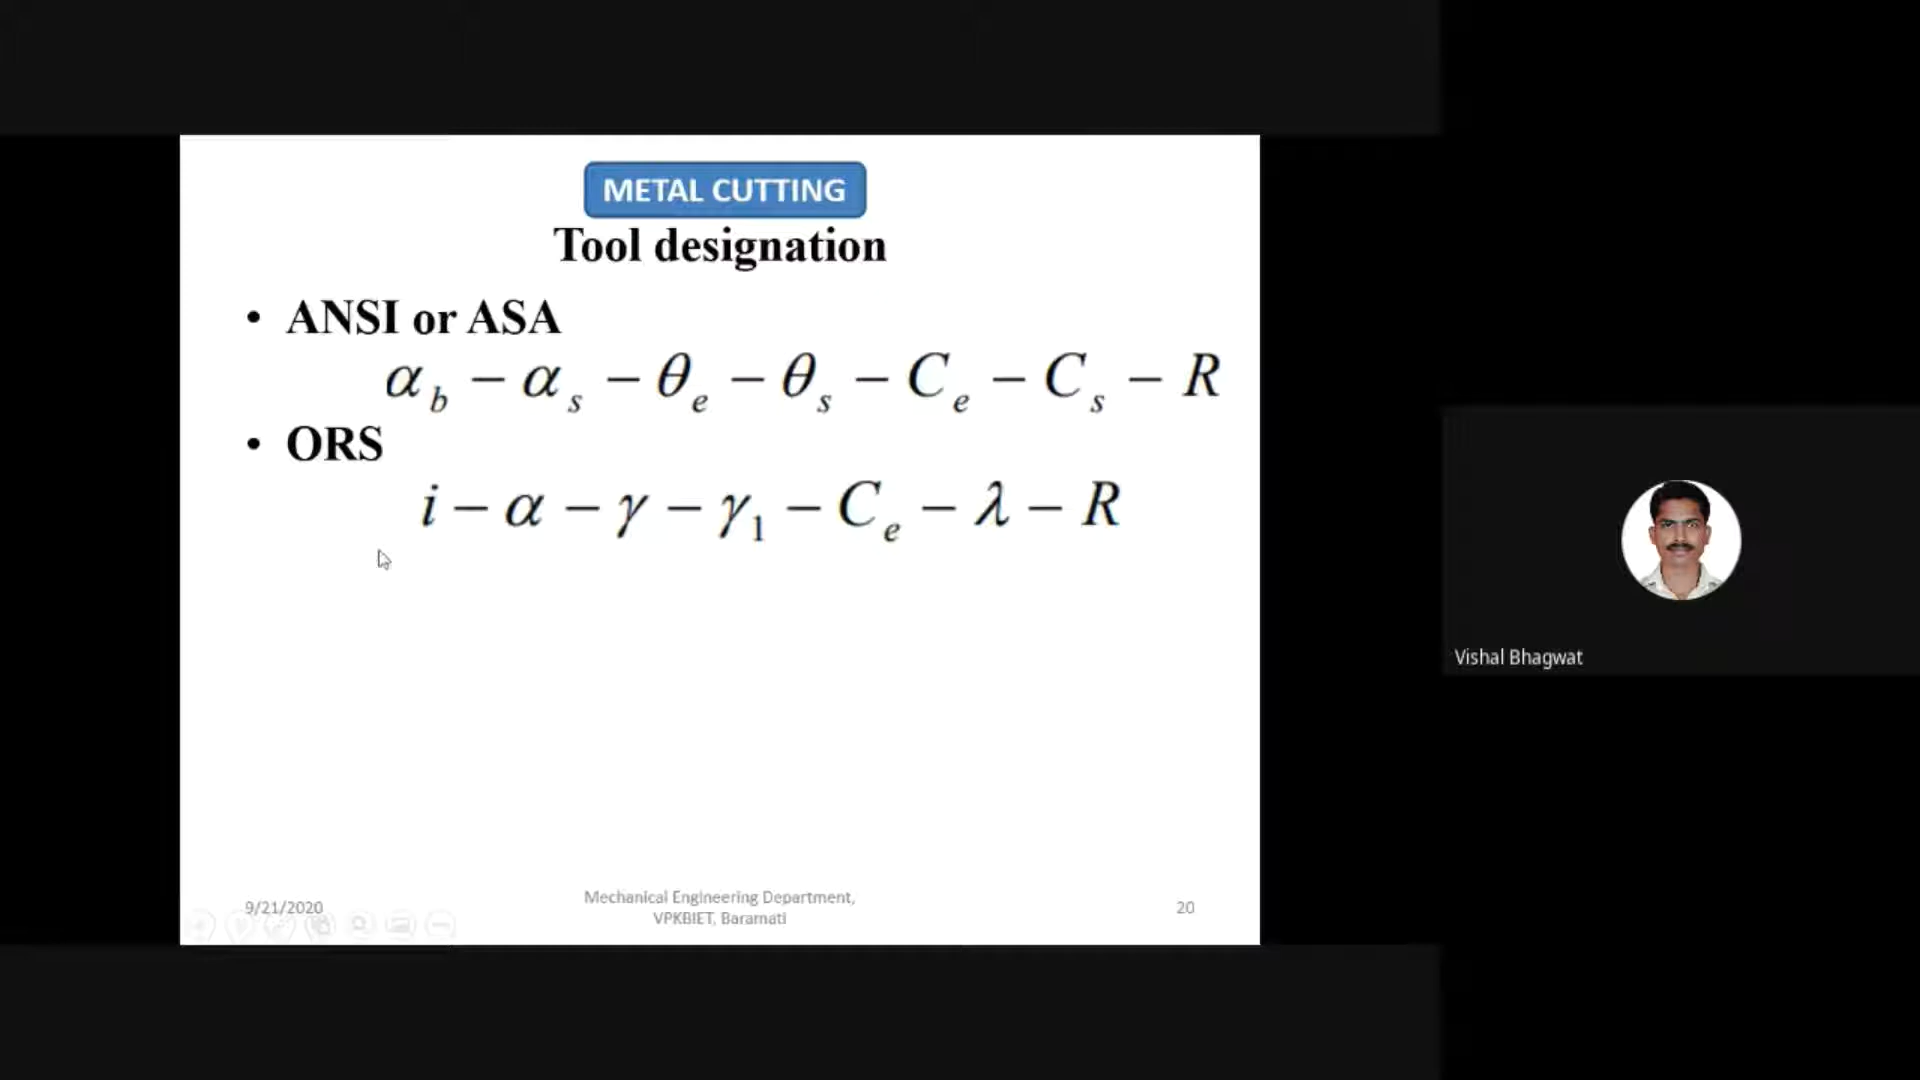 METAL CUTTING
Tool designation
• ANSI or ASA
α_b – α_s – θ_e – θ_s – C_e – C_s – R
• ORS
i – α – γ – γ_1 – C_e – λ – R
9/21/2020
Mechanical Engineering Department,
VPKBIET, Baramati
20
Vishal Bhagwat